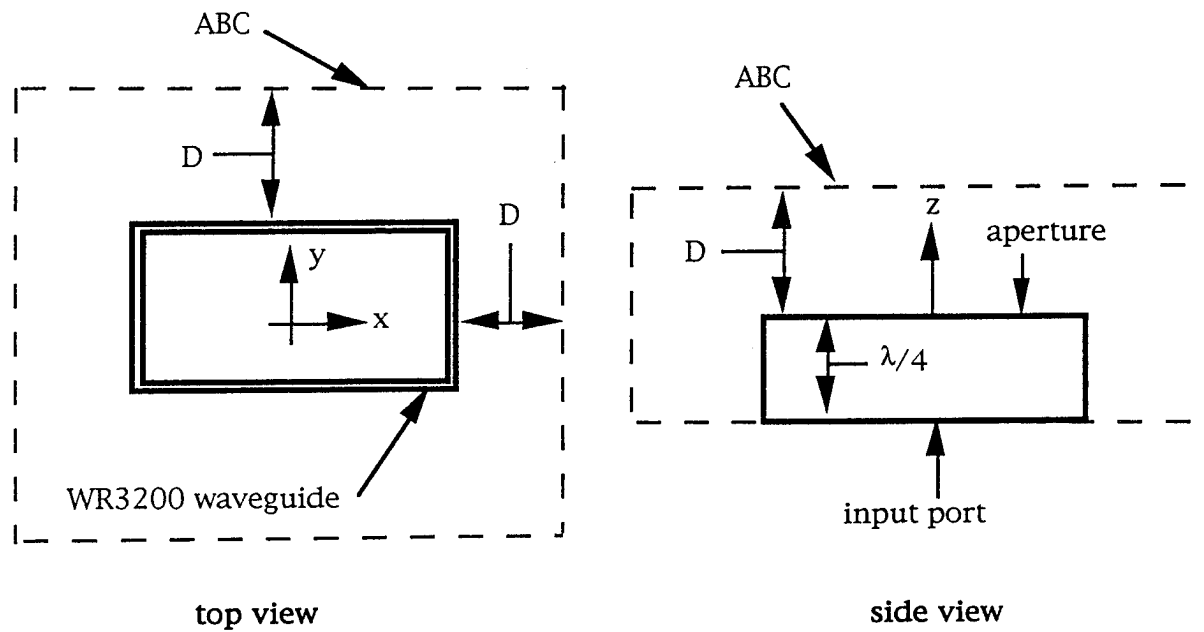 ABC
D
D
y
x
WR3200 waveguide
top view
ABC
D
z
aperture
λ/4
input port
side view